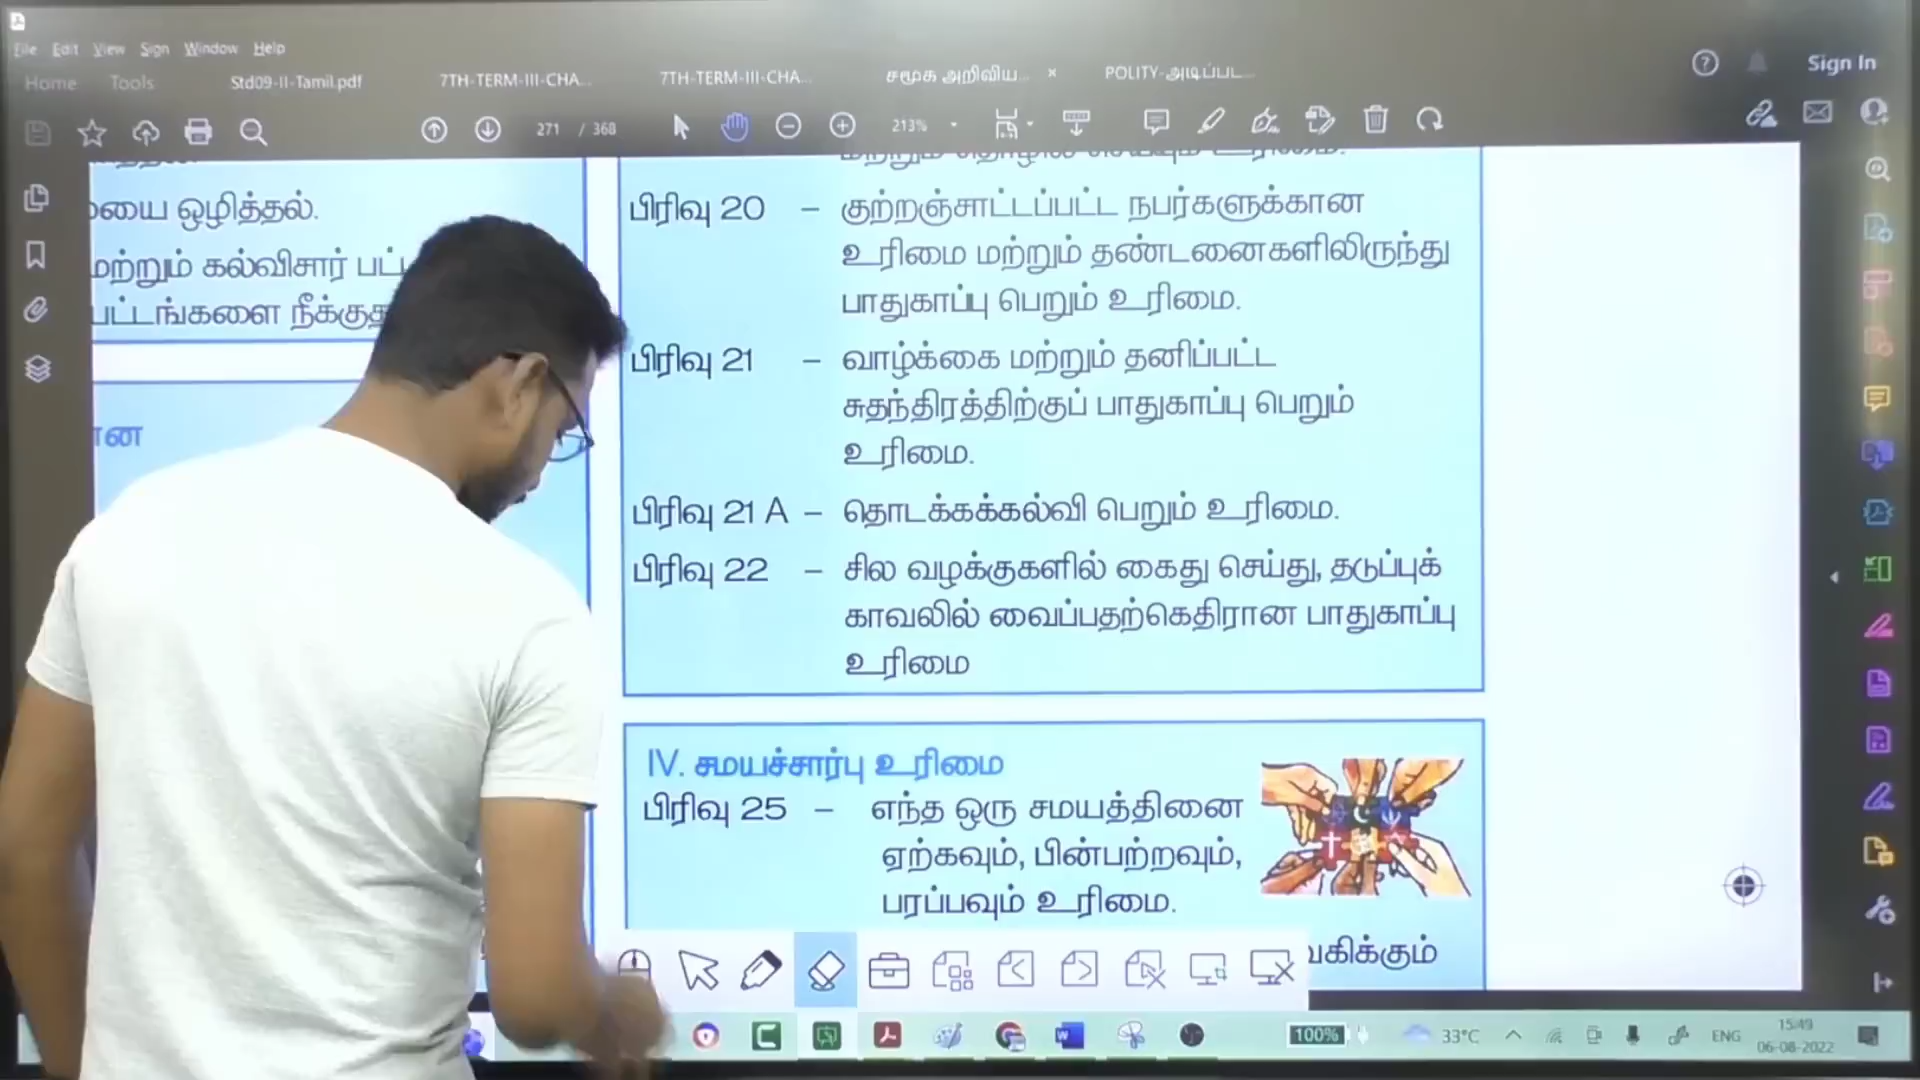 File Edit View Sign Window Help
Home Tools Std09-II-Tamil.pdf 7TH-TERM-III-CHA... 7TH-TERM-III-CHA... சமூக அறிவிய... × POLITY-அடிப்பட... Sign In
271 / 368 213%
மற்றும் தொழில் செய்யும் உரிமை.
மையை ஒழித்தல்.
மற்றும் கல்விசார்
பட்டங்களை
ான
பிரிவு 20 – குற்றஞ்சாட்டப்பட்ட நபர்களுக்கான
உரிமை மற்றும் தண்டனைகளிலிருந்து
பாதுகாப்பு பெறும் உரிமை.
பிரிவு 21 – வாழ்க்கை மற்றும் தனிப்பட்ட
சுதந்திரத்திற்குப் பாதுகாப்பு பெறும்
உரிமை.
பிரிவு 21 A – தொடக்கக்கல்வி பெறும் உரிமை.
பிரிவு 22 – சில வழக்குகளில் கைது செய்து, தடுப்புக்
காவலில் வைப்பதற்கெதிரான பாதுகாப்பு
உரிமை
IV. சமயச்சார்பு உரிமை
பிரிவு 25 – எந்த ஒரு சமயத்தினை
ஏற்கவும், பின்பற்றவும்,
பரப்பவும் உரிமை.
வகிக்கும்
100% 33°C ENG 15:49
06-08-2022